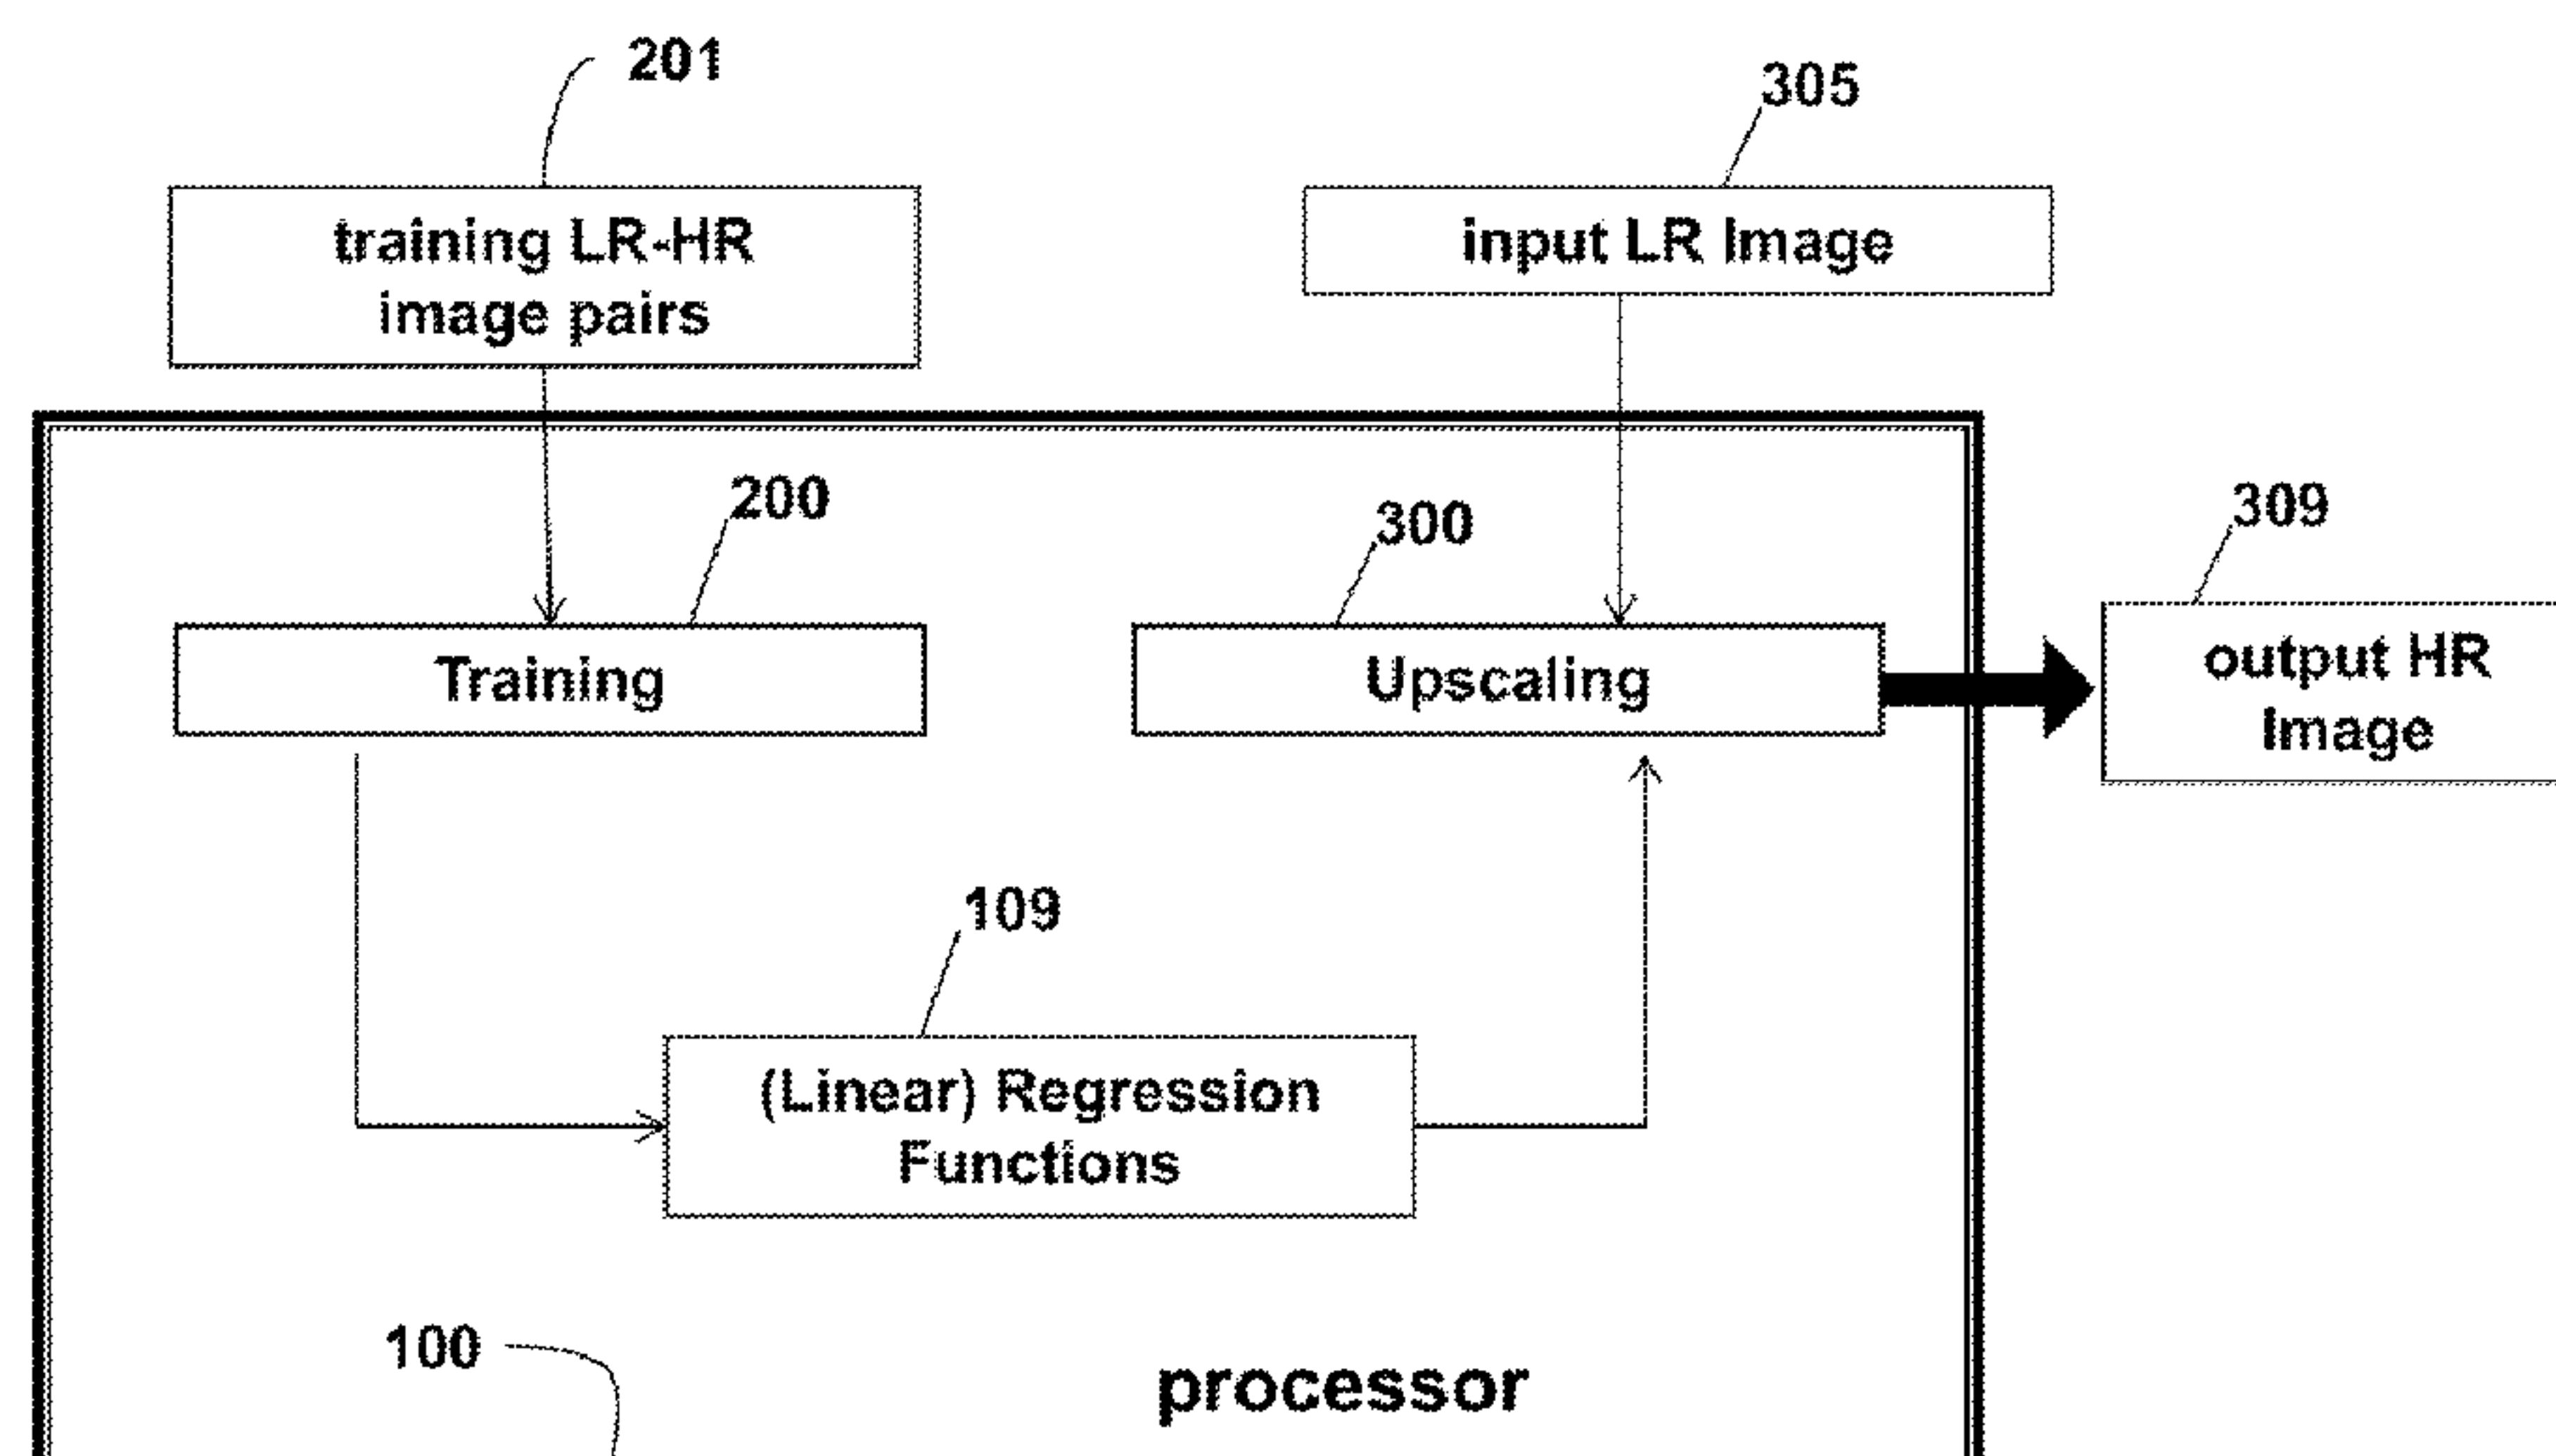 201
305
training LR-HR
image pairs
input LR Image
200
300
309
Training
Upscaling
output HR
Image
109
(Linear) Regression
Functions
100
processor